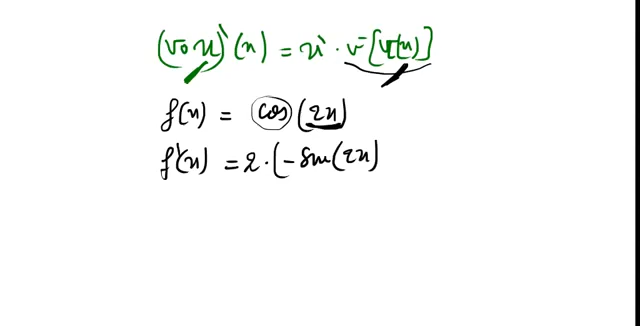 (v∘u)'(x) = u' · v'[u(x)]
f(x) = cos(2x)
f'(x) = 2·(-sin(2x)